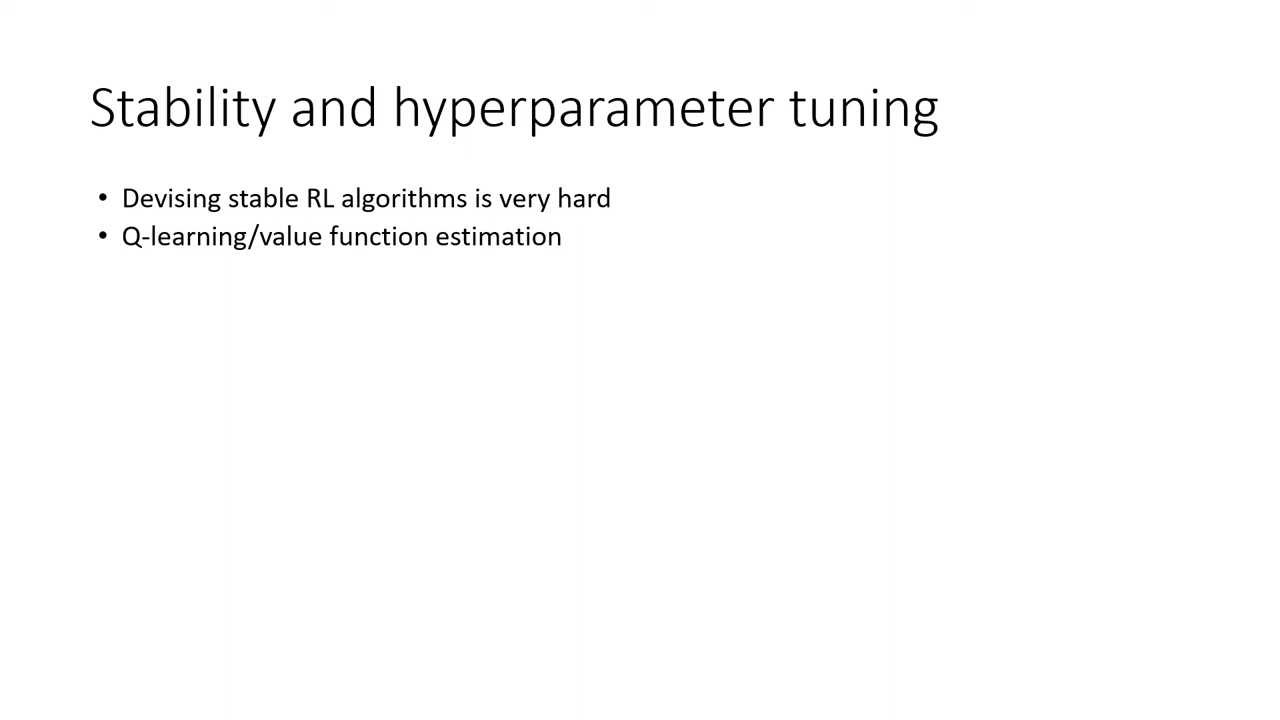 Stability and hyperparameter tuning
• Devising stable RL algorithms is very hard
• Q-learning/value function estimation